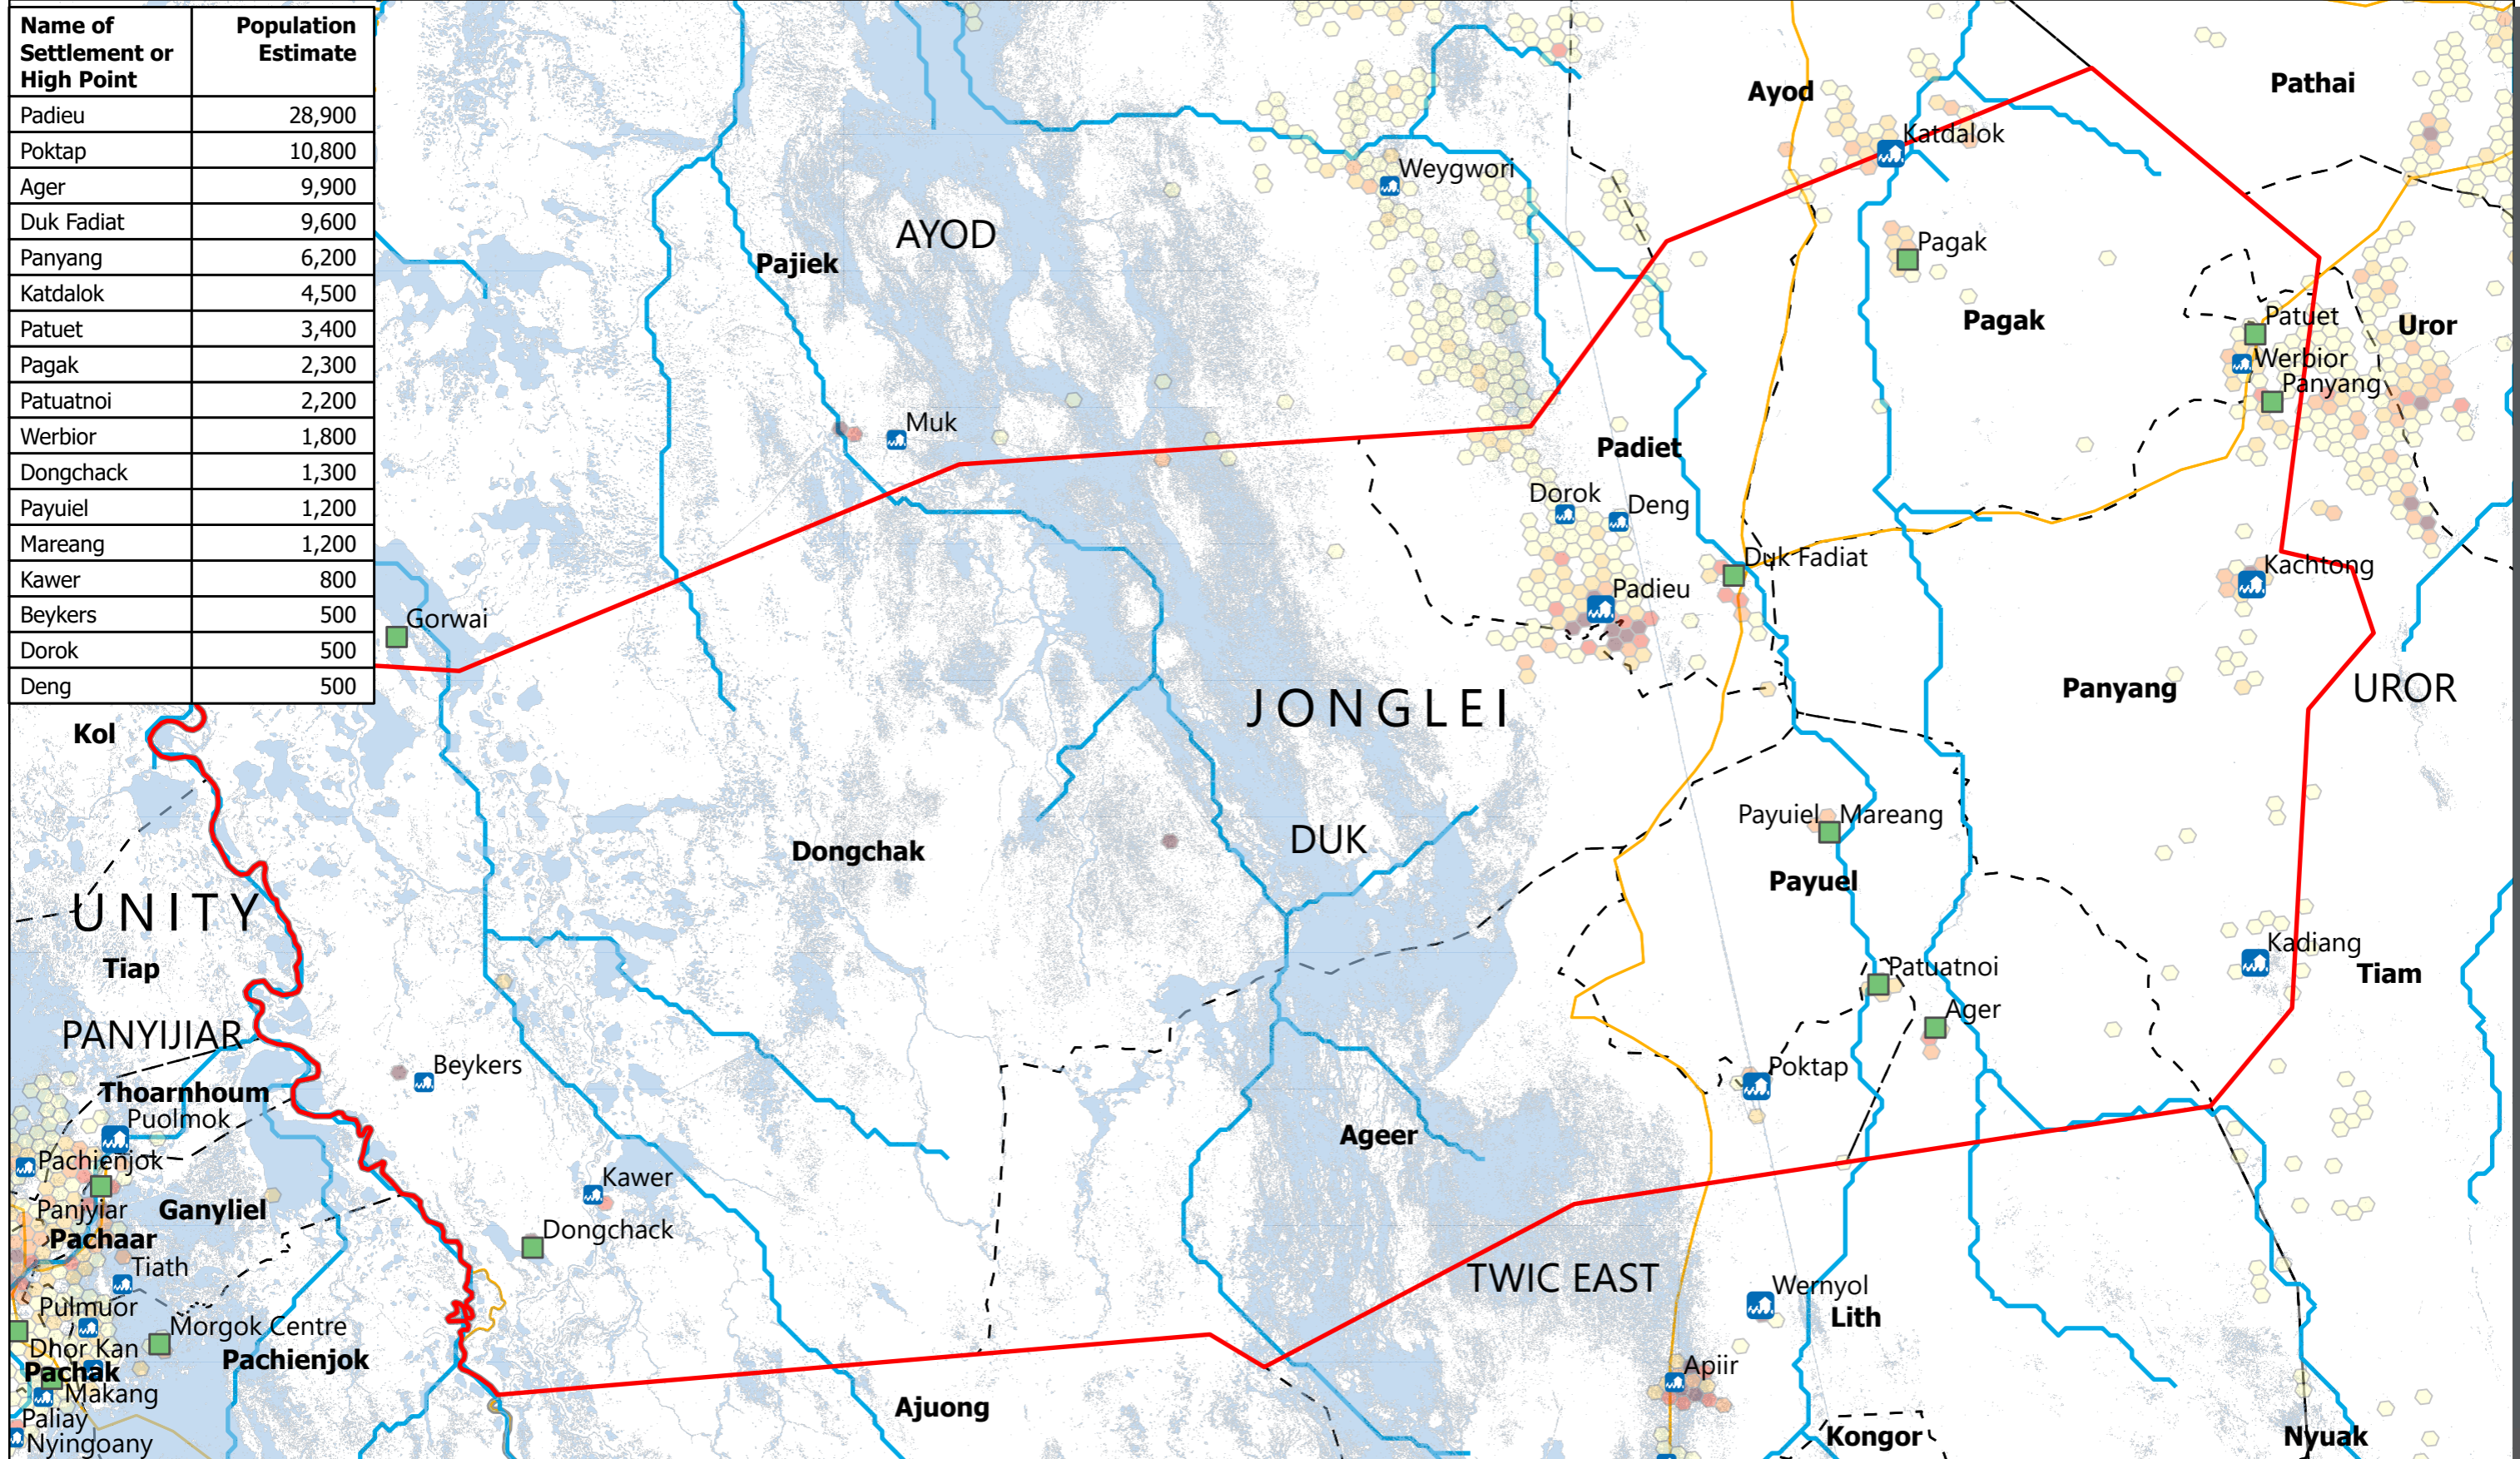 Name of Settlement or High Point	Population Estimate
Padieu	28,900
Poktap	10,800
Ager	9,900
Duk Fadiat	9,600
Panyang	6,200
Katdalok	4,500
Patuet	3,400
Pagak	2,300
Patuatnoi	2,200
Werbior	1,800
Dongchack	1,300
Payuiel	1,200
Mareang	1,200
Kawer	800
Beykers	500
Dorok	500
Deng	500
Ayod
Pathai
Katdalok
Weygwori
AYOD
Pajiek
Pagak
Pagak
Patuet
Uror
Werbior
Panyang
Muk
Padiet
Dorok
Deng
Duk Fadiat
Kachtong
Padieu
Gorwai
JONGLEI
Panyang
UROR
Kol
Payuiel
Mareang
DUK
Dongchak
Payuel
UNITY
Tiap
Kadiang
Tiam
Patuatnoi
Ager
PANYIJIAR
Beykers
Poktap
Thoarnhoum
Puolmok
Ageer
Pachienjok
Kawer
Panjyiar
Ganyliel
Dongchack
Pachaar
Tiath
TWIC EAST
Wernyol
Lith
Pulmuor
Morgok Centre
Dhor Kan
Pachienjok
Pachak
Apiir
Makang
Ajuong
Paliay
Kongor
Nyuak
Nyingoany